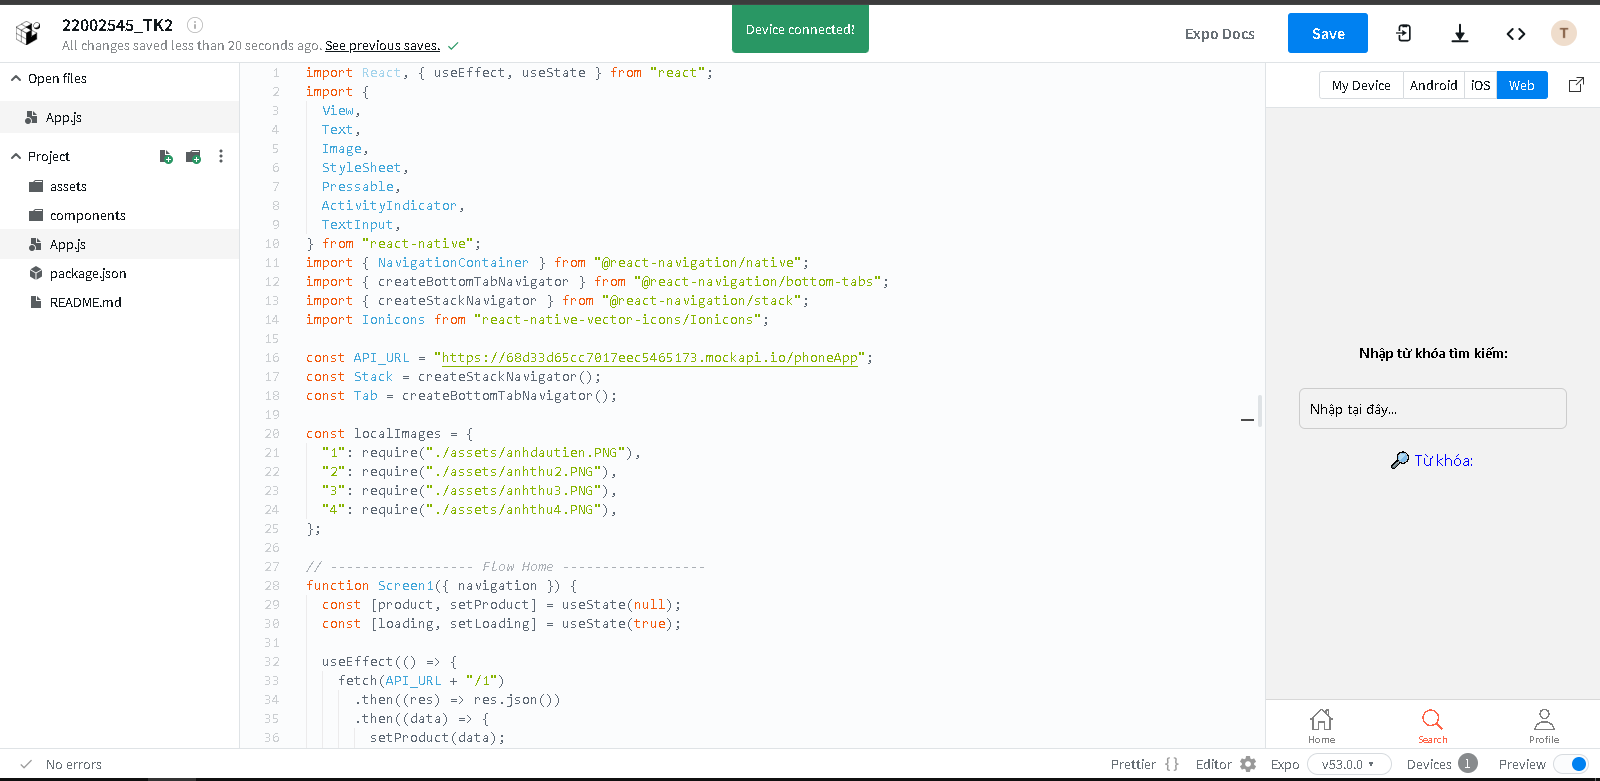 22002545_TK2
All changes saved less than 20 seconds ago. See previous saves.
Device connected!
Expo Docs
Save
T
Open files
App.js
Project
assets
components
App.js
package.json
README.md
1 import React, { useEffect, useState } from "react";
2 import {
3 View,
4 Text,
5 Image,
6 StyleSheet,
7 Pressable,
8 ActivityIndicator,
9 TextInput,
10 } from "react-native";
11 import { NavigationContainer } from "@react-navigation/native";
12 import { createBottomTabNavigator } from "@react-navigation/bottom-tabs";
13 import { createStackNavigator } from "@react-navigation/stack";
14 import Ionicons from "react-native-vector-icons/Ionicons";
15
16 const API_URL = "https://68d33d65cc7017eec5465173.mockapi.io/phoneApp";
17 const Stack = createStackNavigator();
18 const Tab = createBottomTabNavigator();
19
20 const localImages = {
21 "1": require("./assets/anhdautien.PNG"),
22 "2": require("./assets/anhthu2.PNG"),
23 "3": require("./assets/anhthu3.PNG"),
24 "4": require("./assets/anhthu4.PNG"),
25 };
26
27 // ------------------ Flow Home ------------------
28 function Screen1({ navigation }) {
29 const [product, setProduct] = useState(null);
30 const [loading, setLoading] = useState(true);
31
32 useEffect(() => {
33 fetch(API_URL + "/1")
34 .then((res) => res.json())
35 .then((data) => {
36 setProduct(data);
My Device Android iOS Web
Nhập từ khóa tìm kiếm:
Nhập tại đây...
Từ khóa:
Home Search Profile
No errors
Prettier { } Editor Expo v53.0.0 Devices 1 Preview